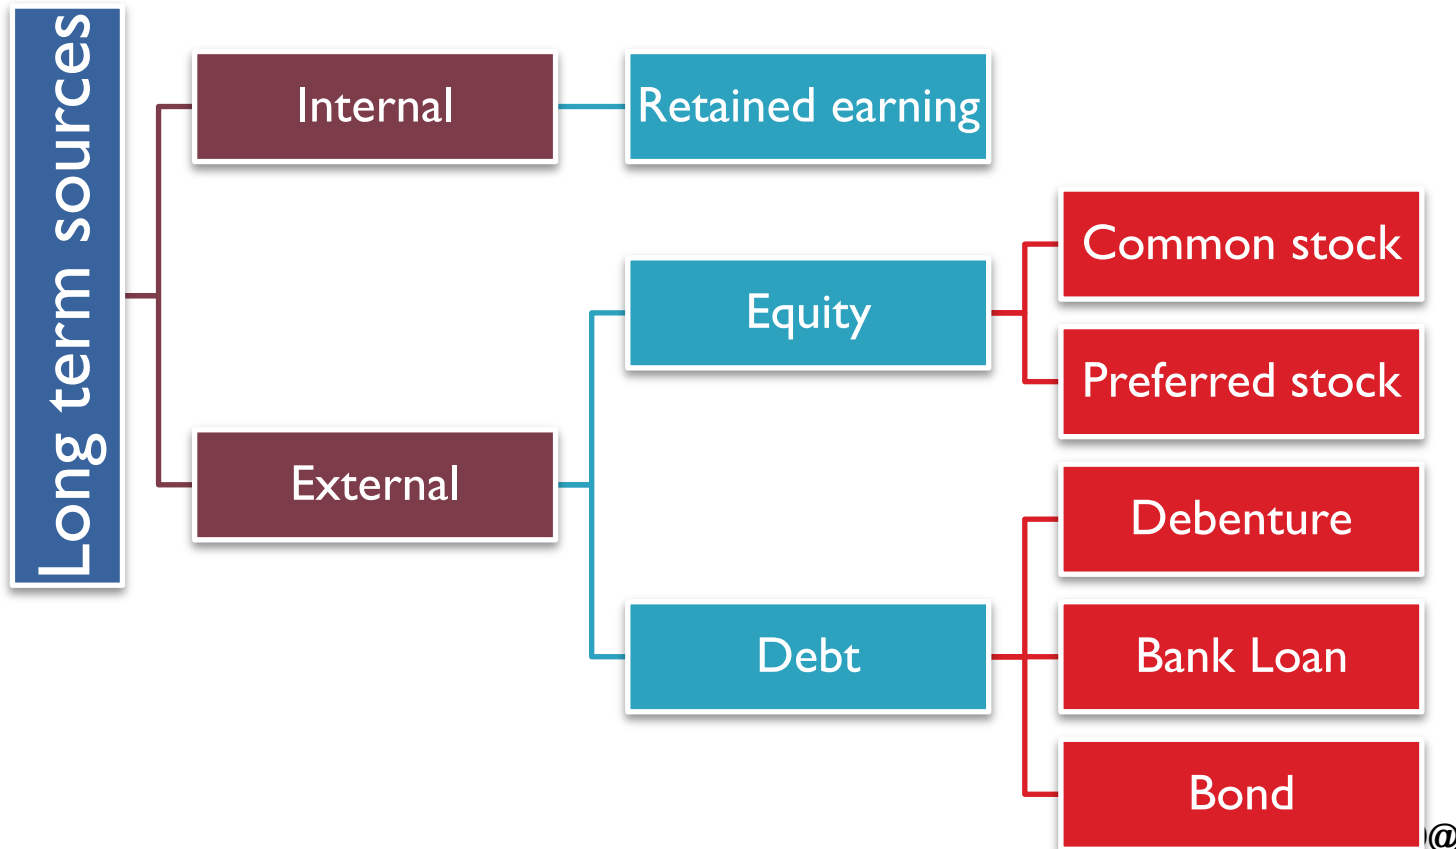 Long term sources
Internal
Retained earning
External
Equity
Common stock
Preferred stock
Debt
Debenture
Bank Loan
Bond
@